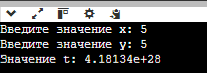 Введите значение x: 5
Введите значение y: 5
Значение t: 4.18134e+28